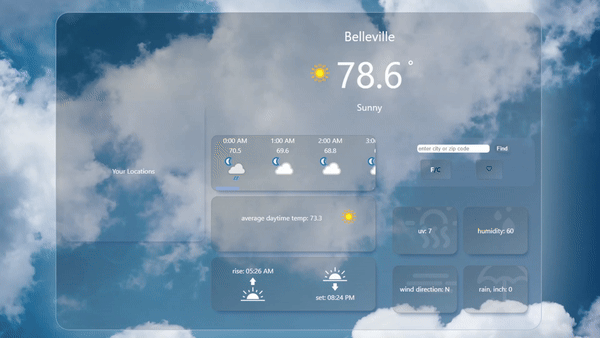 Belleville
78.6°
Sunny
Your Locations
0:00 AM 1:00 AM 2:00 AM 3:0
70.5 69.6 68.8
enter city or zip code Find
F/C
average daytime temp: 73.3
uv: 7 humidity: 60
rise: 05:26 AM
set: 08:24 PM
wind direction: N rain, inch: 0